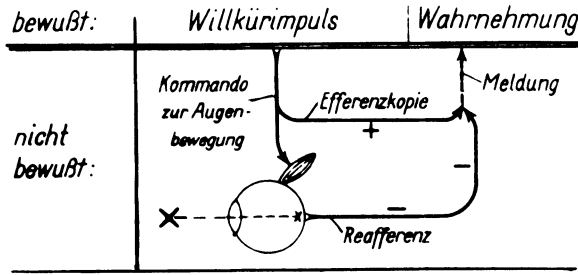 bewußt: Willkürimpuls Wahrnehmung
Kommando
zur Augen-
bewegung
Efferenzkopie
Meldung
+
nicht
bewußt:
−
−
Reafferenz